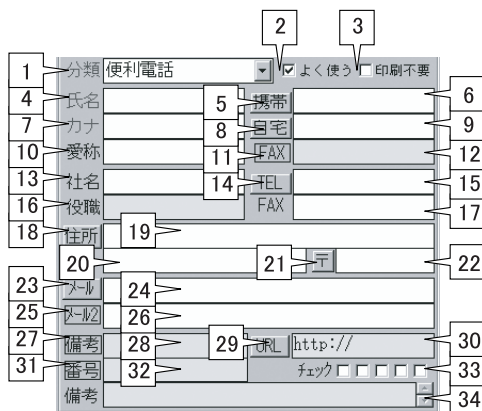 2
3
1 分類 便利電話 よく使う 印刷不要
4 氏名 5 携帯 6
7 カナ 8 自宅 9
10 愛称 11 FAX 12
13 社名 14 TEL 15
16 役職 FAX 17
18 住所 19
20 21 〒 22
23 メール 24
25 メール2 26
27 備考 28 29 URL http:// 30
31 番号 32 チェック 33
備考 34